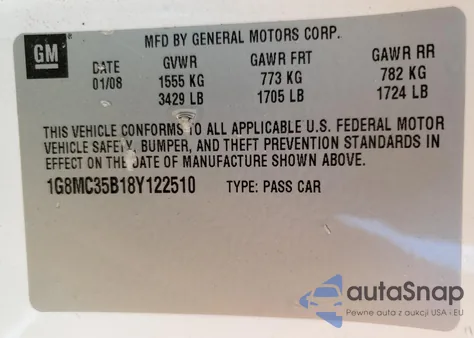 GM
MFD BY GENERAL MOTORS CORP.
DATE GVWR GAWR FRT GAWR RR
01/08 1555 KG 773 KG 782 KG
3429 LB 1705 LB 1724 LB
THIS VEHICLE CONFORMS TO ALL APPLICABLE U.S. FEDERAL MOTOR
VEHICLE SAFETY, BUMPER, AND THEFT PREVENTION STANDARDS IN
EFFECT ON THE DATE OF MANUFACTURE SHOWN ABOVE.
1G8MC35B18Y122510 TYPE: PASS CAR
autaSnap
Pewne auta z aukcji USA i EU